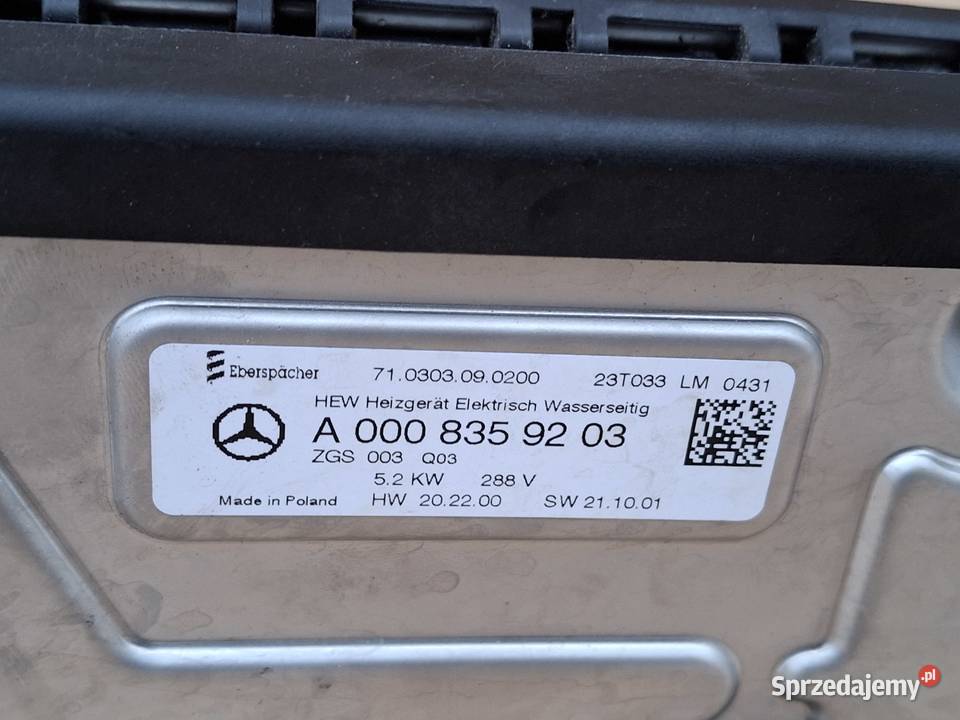 Eberspächer 71.0303.09.0200 23T033 LM 0431
HEW Heizgerät Elektrisch Wasserseitig
A 000 835 92 03
ZGS 003 Q03
5.2 KW 288 V
Made in Poland HW 20.22.00 SW 21.10.01
Sprzedajemy.pl